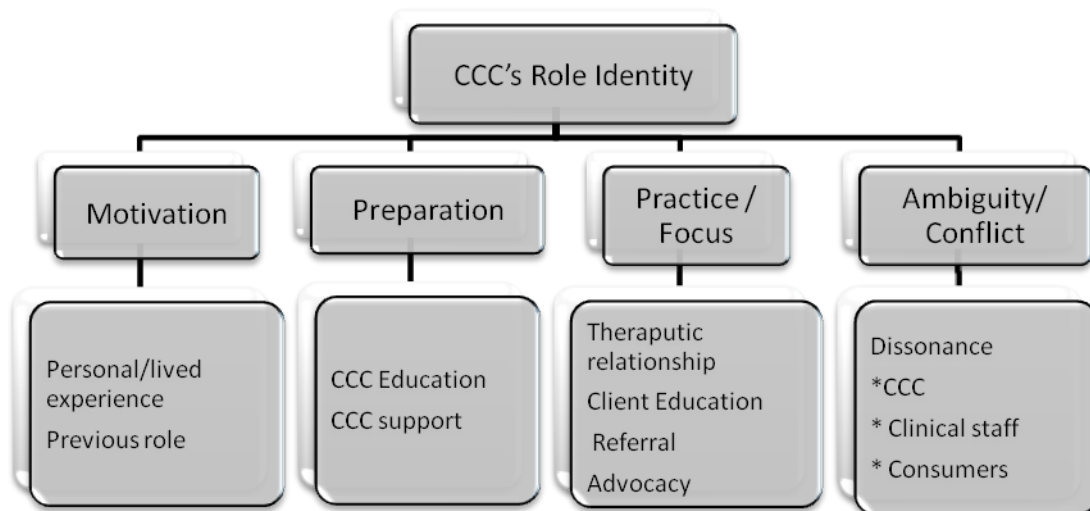 CCC's Role Identity
Motivation
Preparation
Practice /
Focus
Ambiguity/
Conflict
Personal/lived
experience
Previous role
CCC Education
CCC support
Theraputic
relationship
Client Education
Referral
Advocacy
Dissonance
*CCC
* Clinical staff
* Consumers